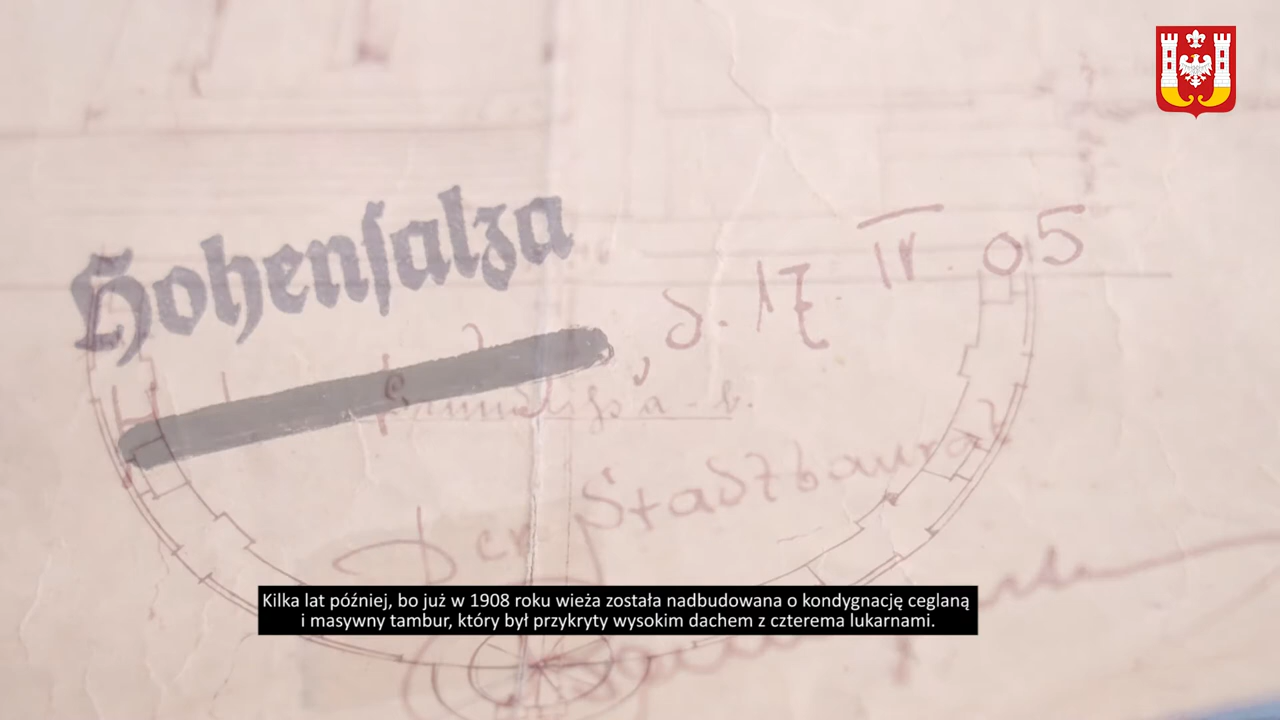 Hohenſalza
, d. 17. IV. 05
Der Stadtbaurat
Kilka lat później, bo już w 1908 roku wieża została nadbudowana o kondygnację ceglaną
i masywny tambur, który był przykryty wysokim dachem z czterema lukarnami.